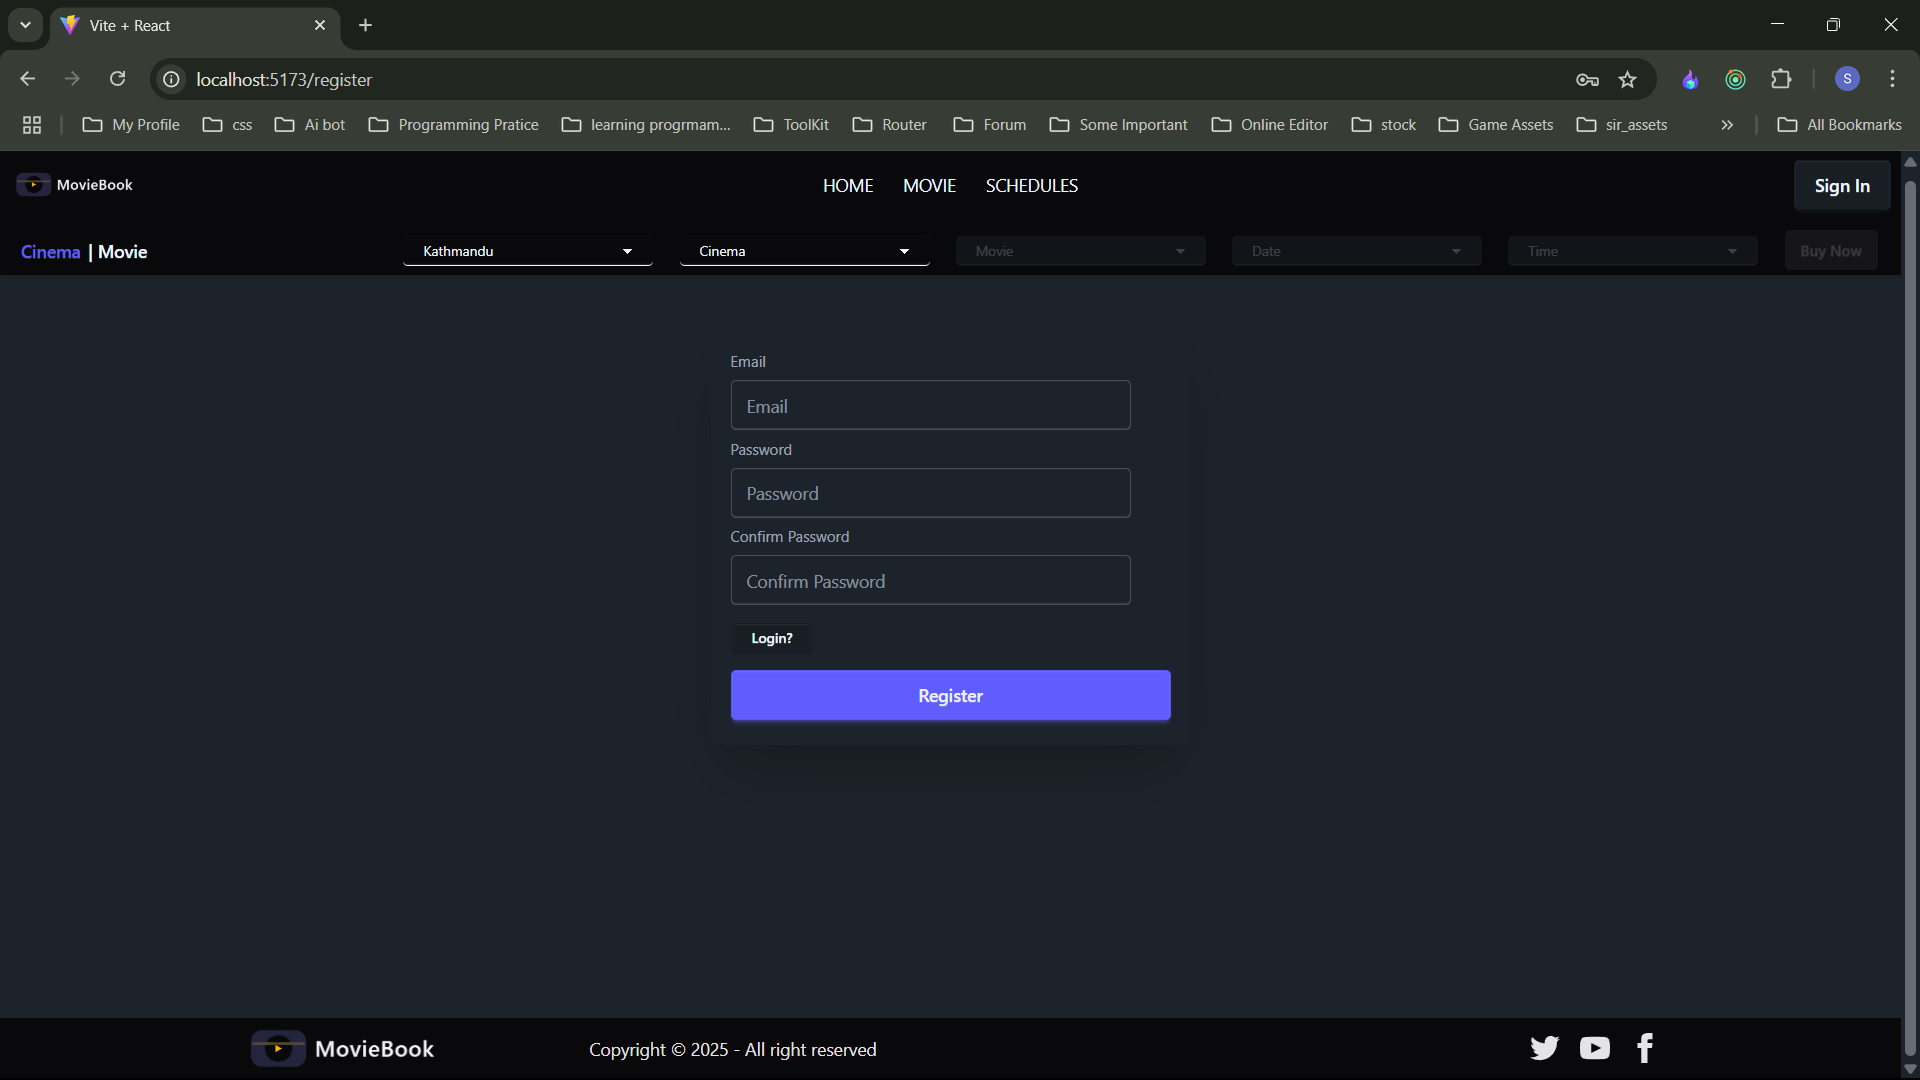 Vite + React
localhost:5173/register
S
My Profile css Ai bot Programming Pratice learning progrmam... ToolKit Router Forum Some Important Online Editor stock Game Assets sir_assets » All Bookmarks
MovieBook HOME MOVIE SCHEDULES Sign In
Cinema | Movie Kathmandu Cinema Movie Date Time Buy Now
Email
Email
Password
Password
Confirm Password
Confirm Password
Login?
Register
MovieBook Copyright © 2025 - All right reserved